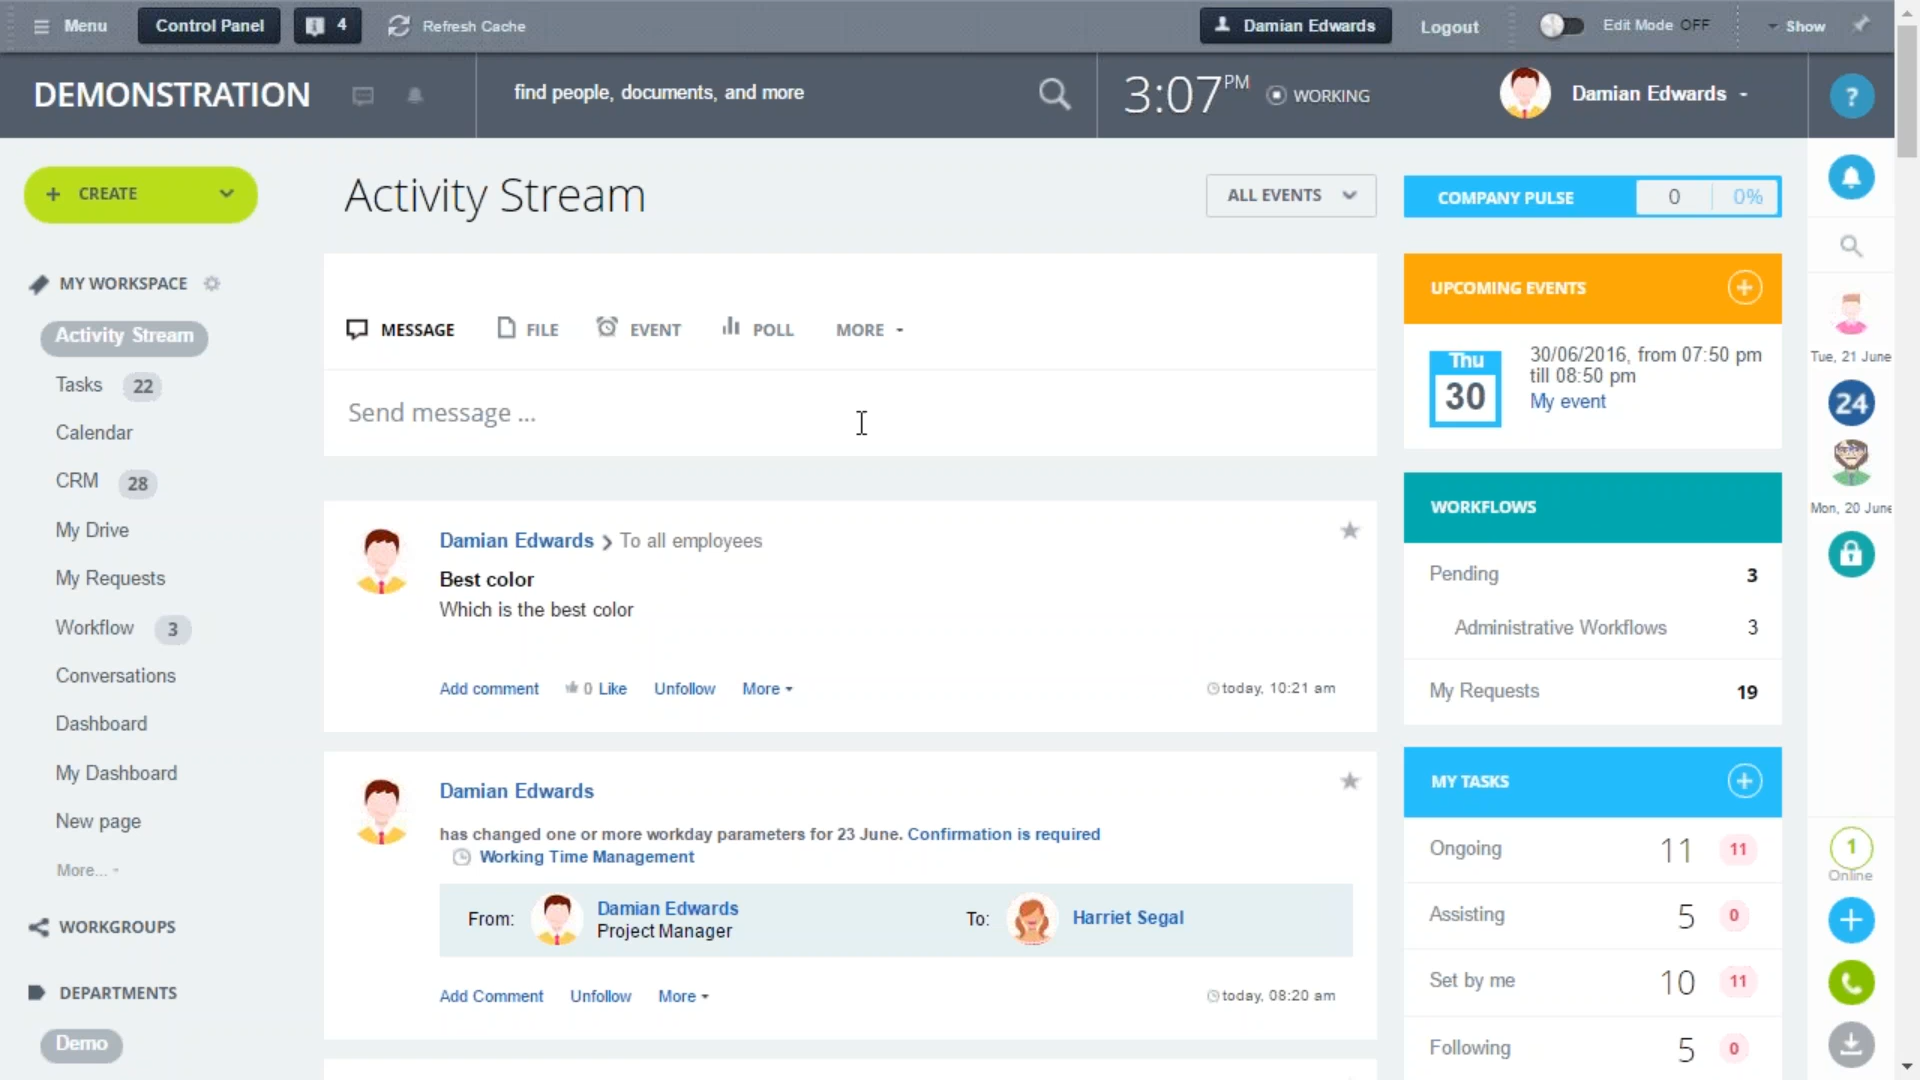 Menu
Control Panel
4
Refresh Cache
Damian Edwards
Logout
Edit Mode OFF
Show
DEMONSTRATION
find people, documents, and more
3:07 PM
WORKING
Damian Edwards
?
CREATE
MY WORKSPACE
Activity Stream
Tasks 22
Calendar
CRM 28
My Drive
My Requests
Workflow 3
Conversations
Dashboard
My Dashboard
New page
More...
WORKGROUPS
DEPARTMENTS
Demo
Activity Stream
ALL EVENTS
MESSAGE
FILE
EVENT
POLL
MORE
Send message ...
Damian Edwards > To all employees
Best color
Which is the best color
Add comment 0 Like Unfollow More
today, 10:21 am
Damian Edwards
has changed one or more workday parameters for 23 June. Confirmation is required
Working Time Management
From:
Damian Edwards
Project Manager
To:
Harriet Segal
Add Comment Unfollow More
today, 08:20 am
COMPANY PULSE 0 0%
UPCOMING EVENTS
Thu
30
30/06/2016, from 07:50 pm
till 08:50 pm
My event
WORKFLOWS
Pending 3
Administrative Workflows 3
My Requests 19
MY TASKS
Ongoing 11 11
Assisting 5 0
Set by me 10 11
Following 5 0
Tue, 21 June
24
Mon, 20 June
1
Online